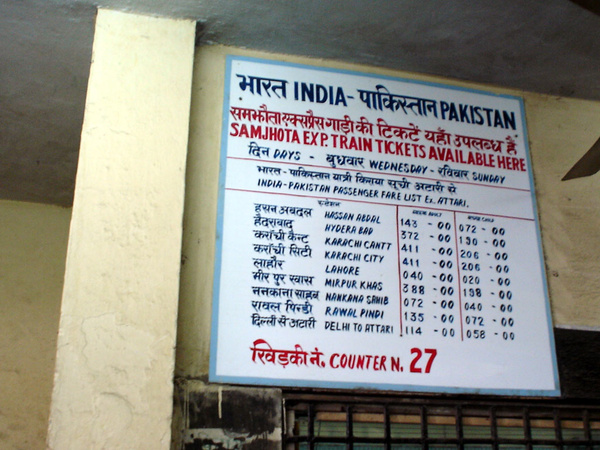 भारत INDIA - पाकिस्तान PAKISTAN
समझौता एक्सप्रैस गाड़ी की टिकटें यहाँ उपलब्ध हैं
SAMJHOTA EXP. TRAIN TICKETS AVAILABLE HERE
दिन DAYS - बुधवार WEDNESDAY - रविवार SUNDAY
भारत - पाकिस्तान यात्री किराया सूची अटारी से
INDIA - PAKISTAN PASSENGER FARE LIST Ex. ATTARI.
स्टेशन
हसन अबदल HASSAN ABDAL 143 - 00 072 - 00
हैदराबाद HYDERA BAD 372 - 00 190 - 00
करांची कैन्ट KARACHI CANTT 411 - 00 206 - 00
करांची सिटी KARACHI CITY 411 - 00 206 - 00
लाहौर LAHORE 040 - 00 020 - 00
मीर पुर खास MIRPUR KHAS 388 - 00 198 - 00
ननकाना साहब NANKANA SAHIB 072 - 00 040 - 00
रावल पिन्डी RAWAL PINDI 135 - 00 072 - 00
दिल्ली से अटारी DELHI TO ATTARI 114 - 00 058 - 00
खिड़की नं. COUNTER N. 27